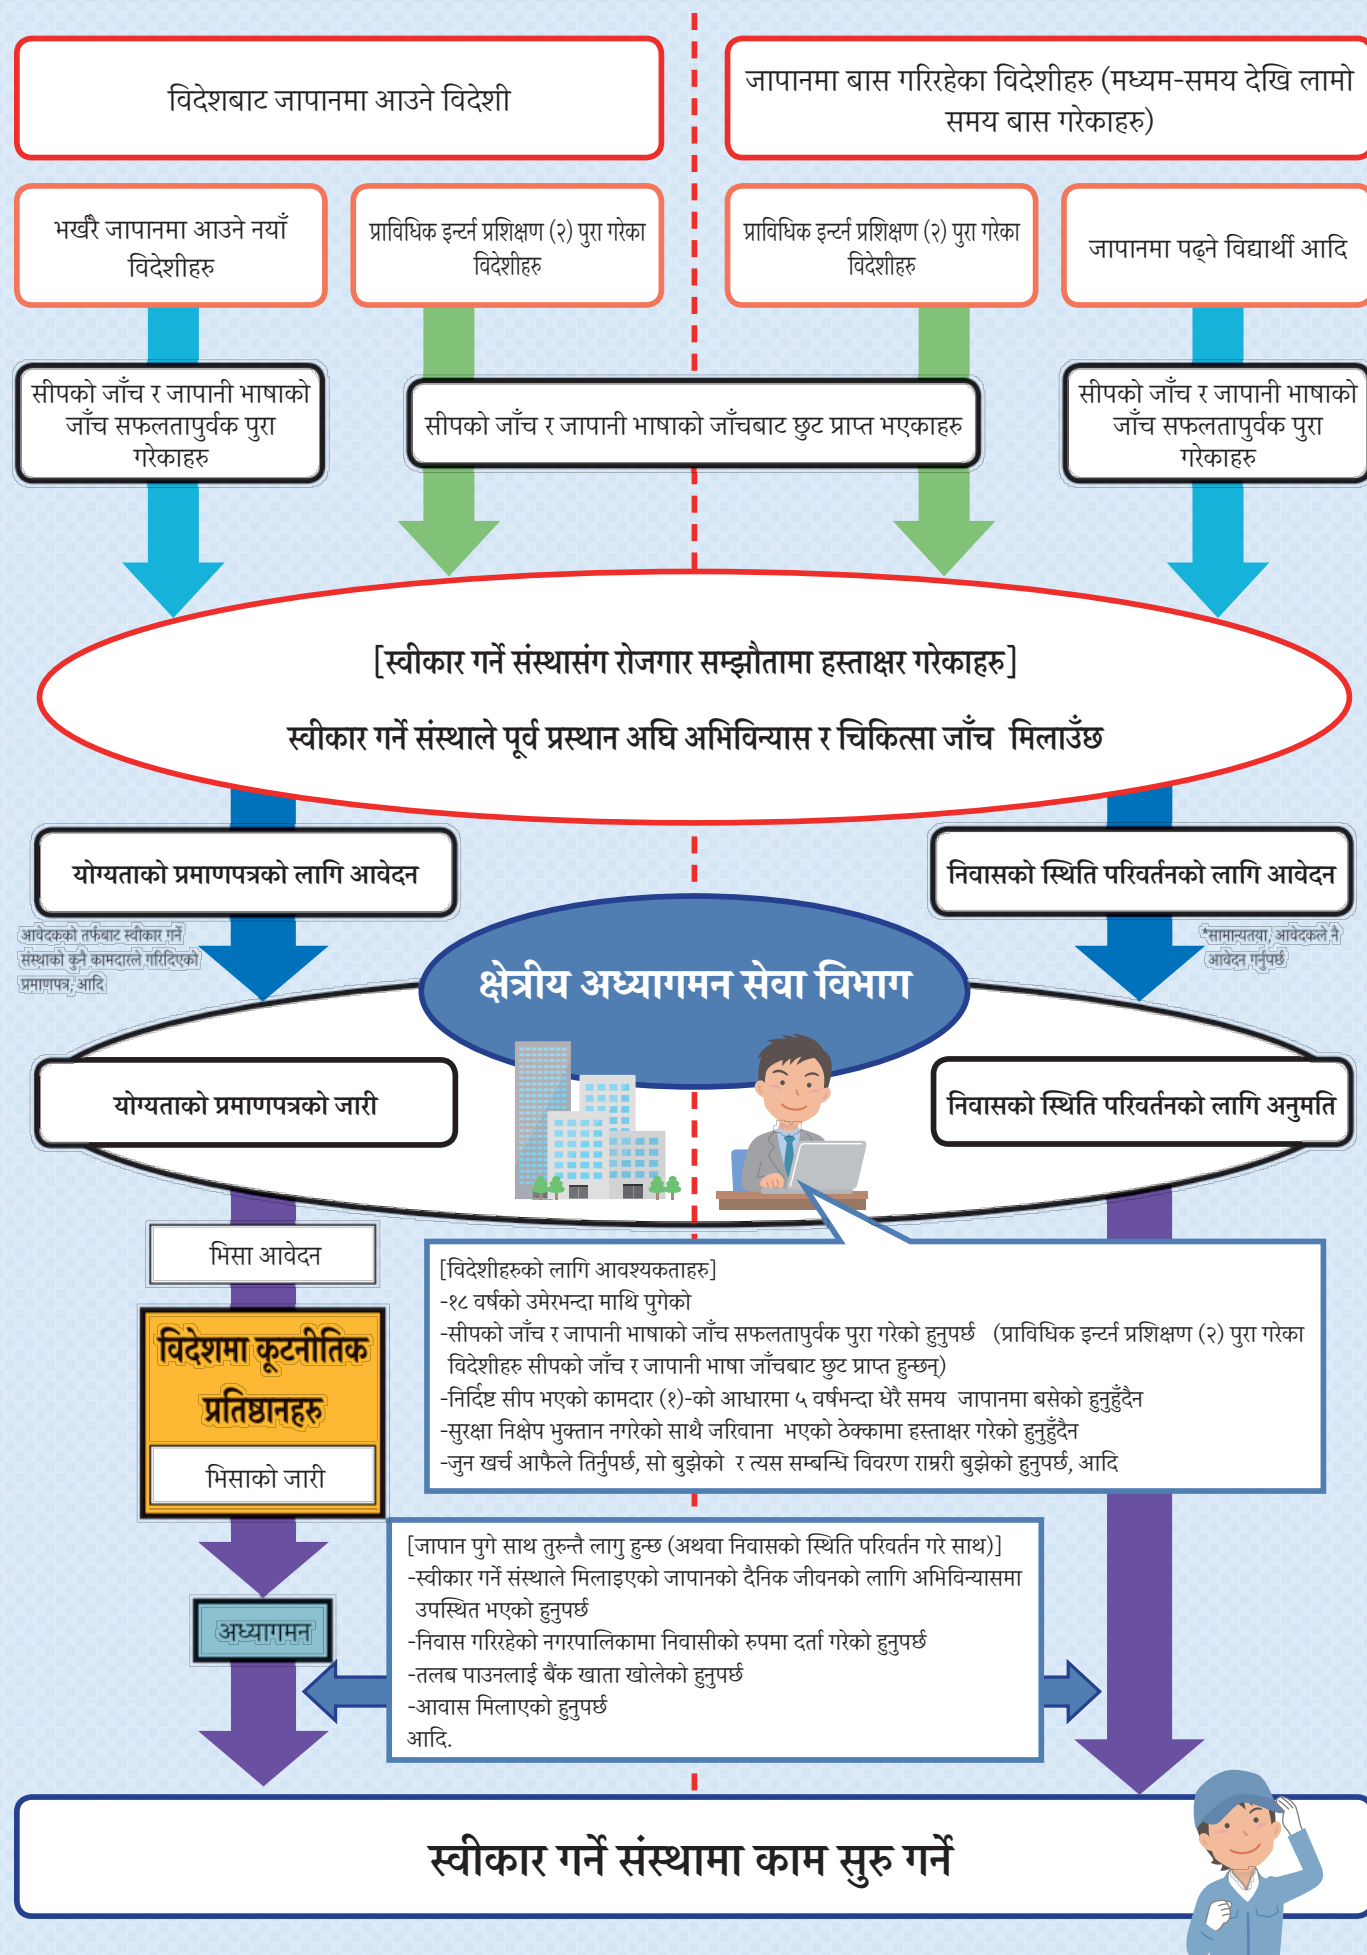 विदेशबाट जापानमा आउने विदेशी
जापानमा बास गरिरहेका विदेशीहरु (मध्यम-समय देखि लामो
समय बास गरेकाहरु)
भर्खरै जापानमा आउने नयाँ
विदेशीहरु
प्राविधिक इन्टर्न प्रशिक्षण (२) पुरा गरेका
विदेशीहरु
प्राविधिक इन्टर्न प्रशिक्षण (२) पुरा गरेका
विदेशीहरु
जापानमा पढ्ने विद्यार्थी आदि
सीपको जाँच र जापानी भाषाको
जाँच सफलतापुर्वक पुरा
गरेकाहरु
सीपको जाँच र जापानी भाषाको जाँचबाट छुट प्राप्त भएकाहरु
सीपको जाँच र जापानी भाषाको
जाँच सफलतापुर्वक पुरा
गरेकाहरु
[स्वीकार गर्ने संस्थासंग रोजगार सम्झौतामा हस्ताक्षर गरेकाहरु]
स्वीकार गर्ने संस्थाले पूर्व प्रस्थान अघि अभिविन्यास र चिकित्सा जाँच मिलाउँछ
योग्यताको प्रमाणपत्रको लागि आवेदन
निवासको स्थिति परिवर्तनको लागि आवेदन
आवेदकको तर्फबाट स्वीकार गर्ने
संस्थाको कुनै कामदारले गरिदिएको
प्रमाणपत्र, आदि
*सामान्यतया, आवेदकले नै
आवेदन गर्नुपर्छ
क्षेत्रीय अध्यागमन सेवा विभाग
योग्यताको प्रमाणपत्रको जारी
निवासको स्थिति परिवर्तनको लागि अनुमति
भिसा आवेदन
विदेशमा कूटनीतिक
प्रतिष्ठानहरु
भिसाको जारी
[विदेशीहरुको लागि आवश्यकताहरु]
-१८ वर्षको उमेरभन्दा माथि पुगेको
-सीपको जाँच र जापानी भाषाको जाँच सफलतापुर्वक पुरा गरेको हुनुपर्छ (प्राविधिक इन्टर्न प्रशिक्षण (२) पुरा गरेका
विदेशीहरु सीपको जाँच र जापानी भाषा जाँचबाट छुट प्राप्त हुन्छन्)
-निर्दिष्ट सीप भएको कामदार (१)-को आधारमा ५ वर्षभन्दा धेरै समय जापानमा बसेको हुनुहुँदैन
-सुरक्षा निक्षेप भुक्तान नगरेको साथै जरिवाना भएको ठेक्कामा हस्ताक्षर गरेको हुनुहुँदैन
-जुन खर्च आफैले तिर्नुपर्छ, सो बुझेको र त्यस सम्बन्धि विवरण राम्ररी बुझेको हुनुपर्छ, आदि
[जापान पुगे साथ तुरुन्तै लागु हुन्छ (अथवा निवासको स्थिति परिवर्तन गरे साथ)]
-स्वीकार गर्ने संस्थाले मिलाइएको जापानको दैनिक जीवनको लागि अभिविन्यासमा
उपस्थित भएको हुनुपर्छ
-निवास गरिरहेको नगरपालिकामा निवासीको रुपमा दर्ता गरेको हुनुपर्छ
-तलब पाउनलाई बैंक खाता खोलेको हुनुपर्छ
-आवास मिलाएको हुनुपर्छ
आदि.
अध्यागमन
स्वीकार गर्ने संस्थामा काम सुरु गर्ने